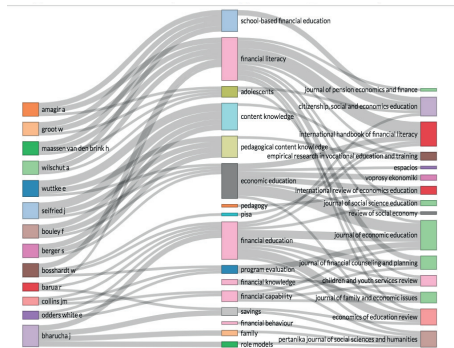 amagir a
groot w
maassen van den brink h
wilschut a
wuttke e
seifried j
bouley f
berger s
bosshardt w
barua r
collins jm
odders white e
bharucha j
school-based financial education
financial literacy
adolescents
content knowledge
pedagogical content knowledge
economic education
pedagogy
pisa
financial education
program evaluation
financial knowledge
financial capability
savings
financial behaviour
family
role models
journal of pension economics and finance
citizenship, social and economics education
international handbook of financial literacy
empirical research in vocational education and training
espacios
voprosy ekonomiki
international review of economics education
journal of social science education
review of social economy
journal of economic education
journal of financial counseling and planning
children and youth services review
journal of family and economic issues
economics of education review
pertanika journal of social sciences and humanities